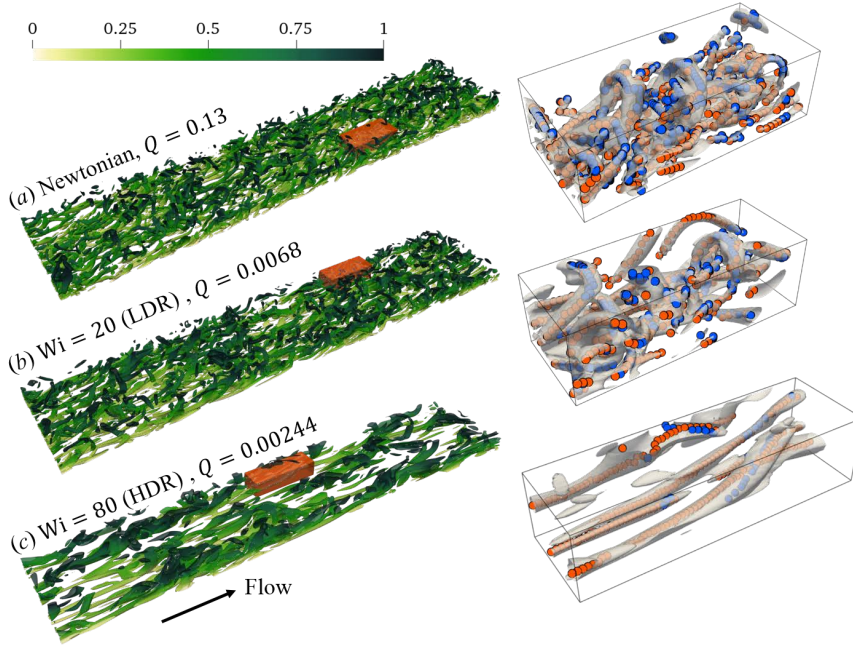 0 0.25 0.5 0.75 1
(a) Newtonian, Q = 0.13
(b) Wi = 20 (LDR) , Q = 0.0068
(c) Wi = 80 (HDR) , Q = 0.00244
Flow